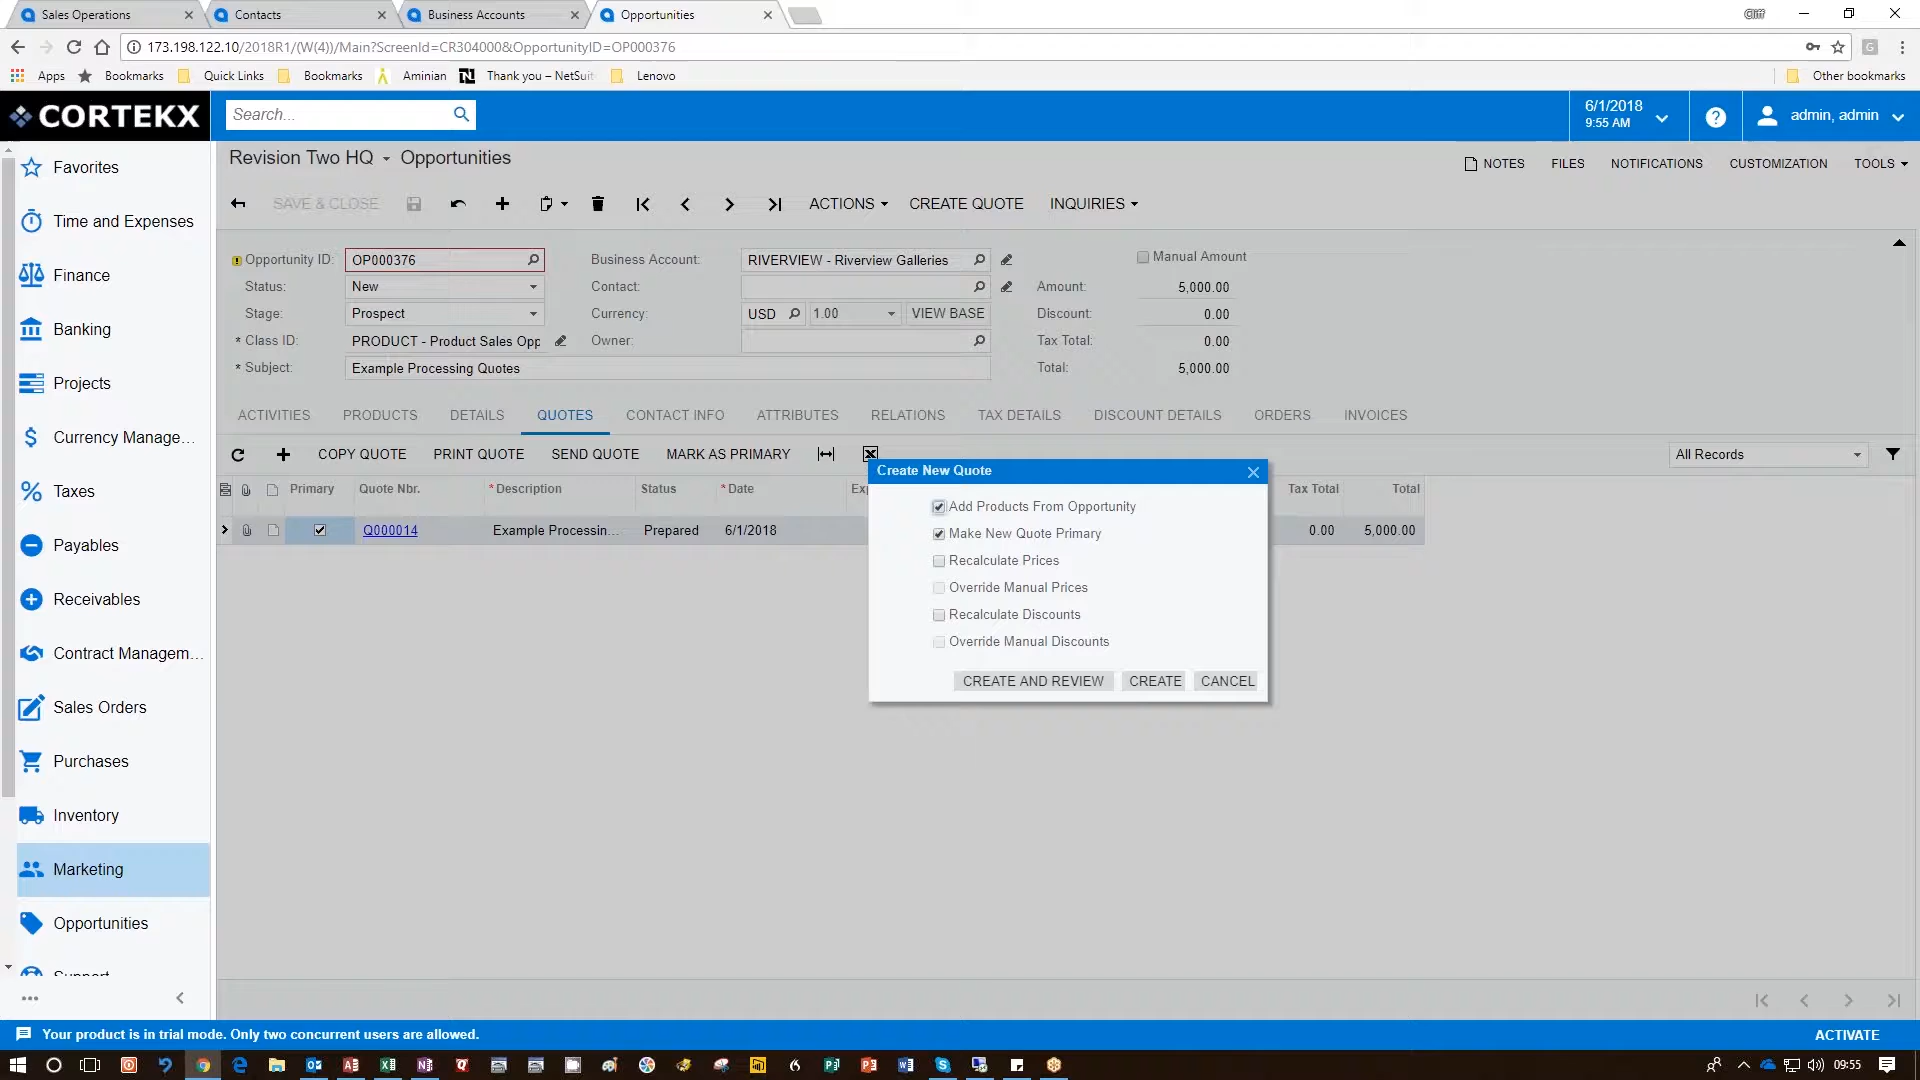 Sales Operations
Contacts
Business Accounts
Opportunities
Cliff
173.198.122.10/2018R1/(W(4))/Main?ScreenId=CR304000&OpportunityID=OP000376
Apps
Bookmarks
Quick Links
Bookmarks
Aminian
Thank you – NetSuit
Lenovo
Other bookmarks
CORTEKX
Search...
6/1/2018
9:55 AM
admin, admin
Revision Two HQ - Opportunities
NOTES FILES NOTIFICATIONS CUSTOMIZATION TOOLS
SAVE & CLOSE ACTIONS CREATE QUOTE INQUIRIES
Opportunity ID: OP000376 Business Account: RIVERVIEW - Riverview Galleries Manual Amount
Status: New Contact: Amount: 5,000.00
Stage: Prospect Currency: USD 1.00 VIEW BASE Discount: 0.00
* Class ID: PRODUCT - Product Sales Opp Owner: Tax Total: 0.00
* Subject: Example Processing Quotes Total: 5,000.00
ACTIVITIES PRODUCTS DETAILS QUOTES CONTACT INFO ATTRIBUTES RELATIONS TAX DETAILS DISCOUNT DETAILS ORDERS INVOICES
COPY QUOTE PRINT QUOTE SEND QUOTE MARK AS PRIMARY All Records
Primary Quote Nbr. * Description Status * Date Exp Tax Total Total
Q000014 Example Processin... Prepared 6/1/2018 0.00 5,000.00
Create New Quote
Add Products From Opportunity
Make New Quote Primary
Recalculate Prices
Override Manual Prices
Recalculate Discounts
Override Manual Discounts
CREATE AND REVIEW CREATE CANCEL
Favorites
Time and Expenses
Finance
Banking
Projects
Currency Manage...
Taxes
Payables
Receivables
Contract Managem...
Sales Orders
Purchases
Inventory
Marketing
Opportunities
Support
Your product is in trial mode. Only two concurrent users are allowed.
ACTIVATE
09:55